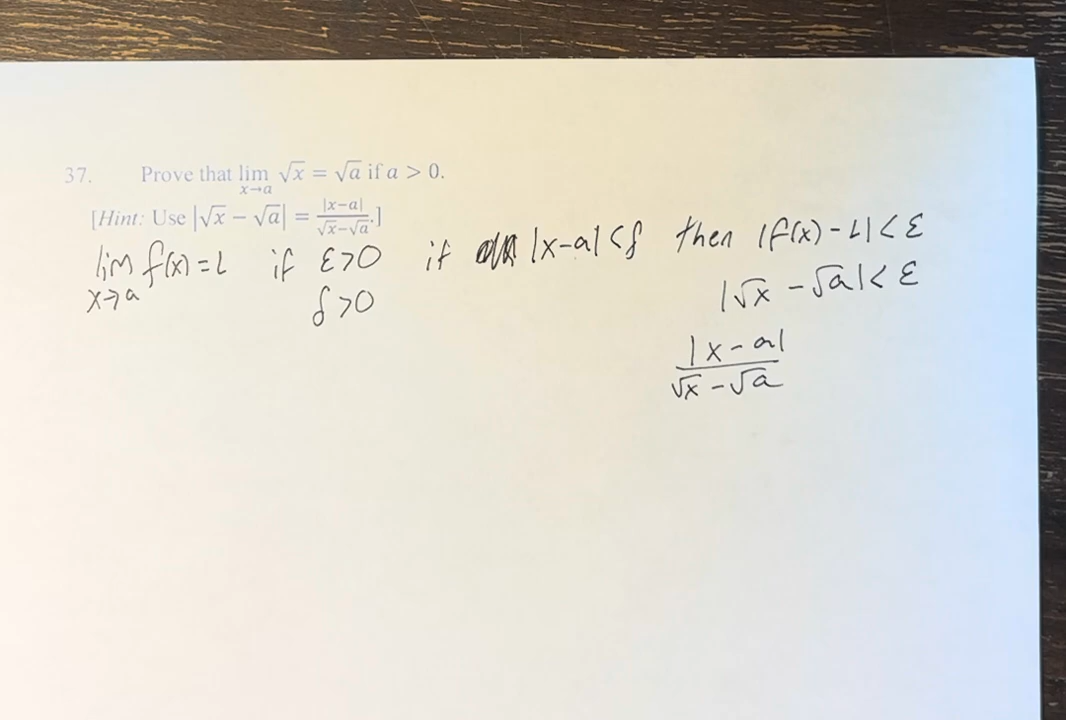 37. Prove that lim x→a √x = √a if a > 0.
[Hint: Use |√x − √a| = |x−a| / √x−√a.]
lim x→a f(x) = L if ε>0 if |x-a|<δ then |f(x)-L|<ε
δ>0 |√x - √a|<ε
|x-a| / √x - √a